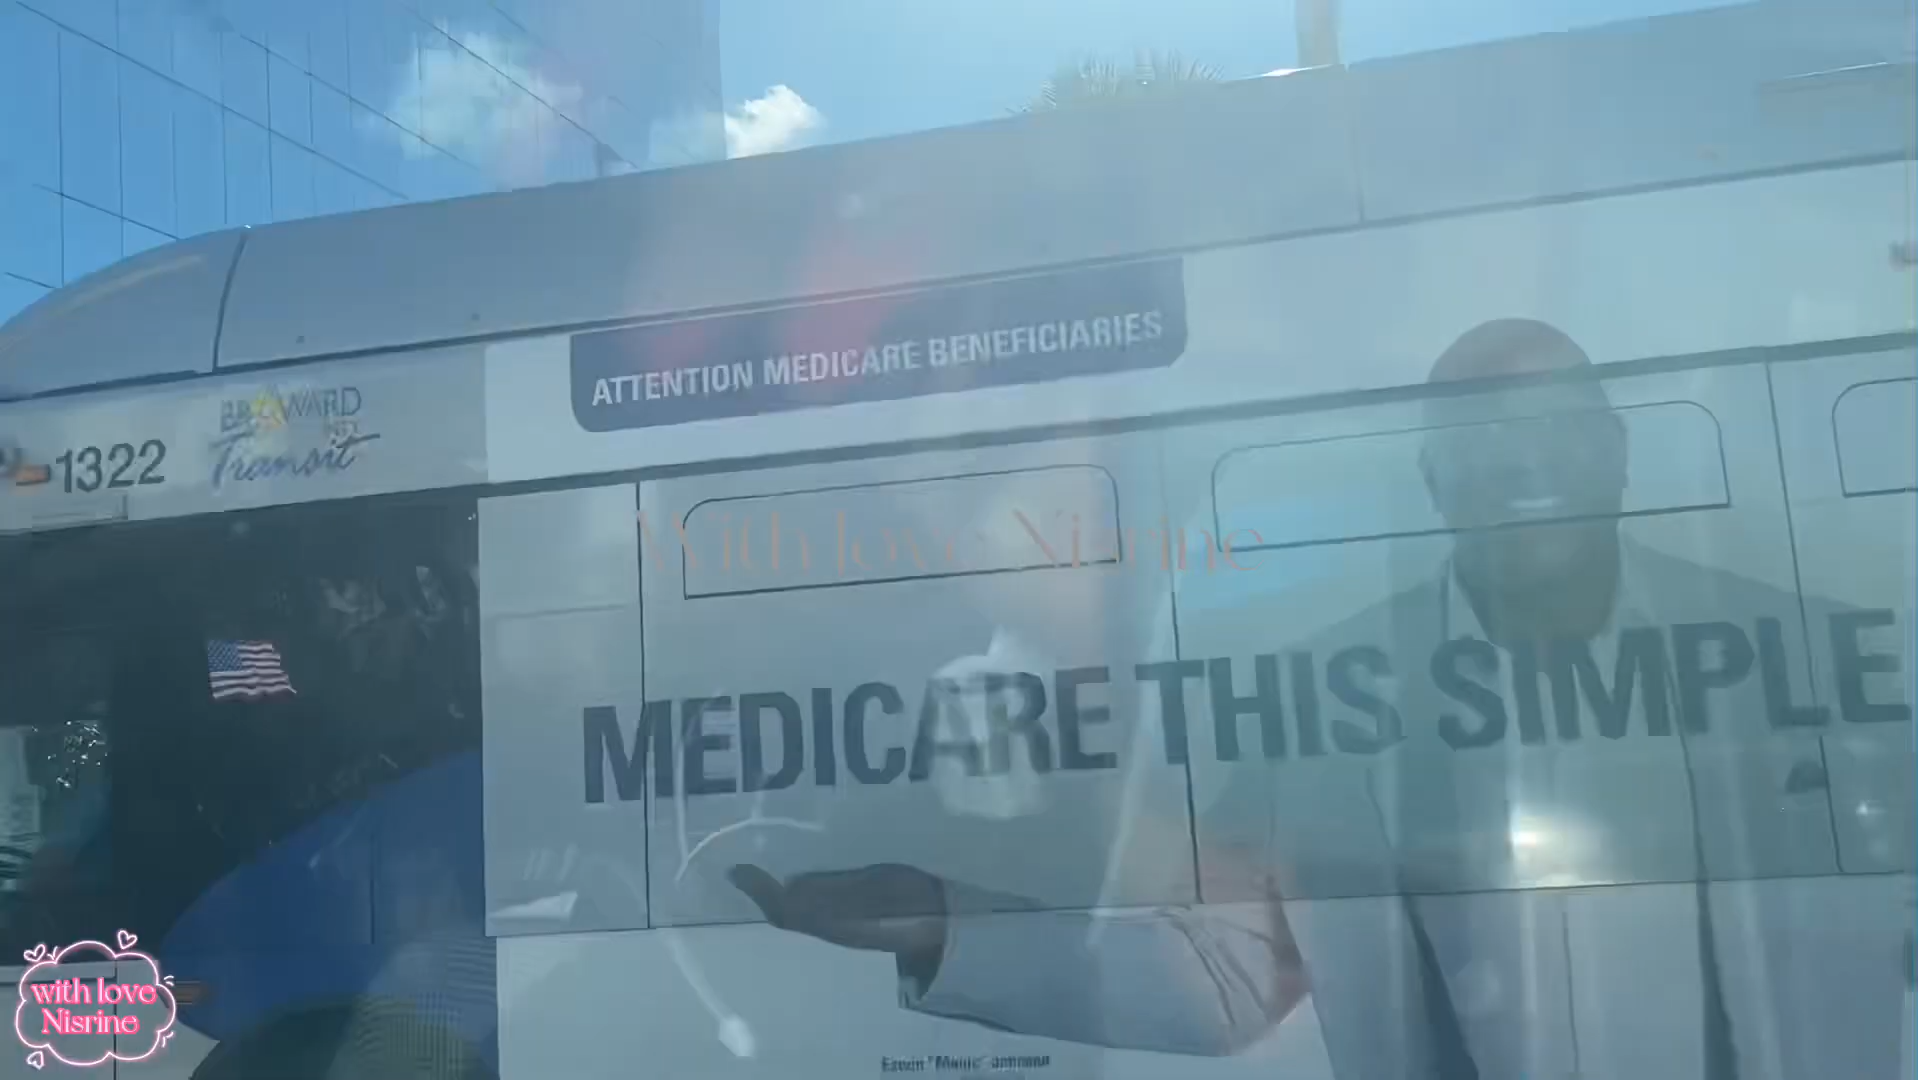 ATTENTION MEDICARE BENEFICIARIES
1322
BROWARD
Transit
With love Nisrine
MEDICARE THIS SIMPLE
with love
Nisrine